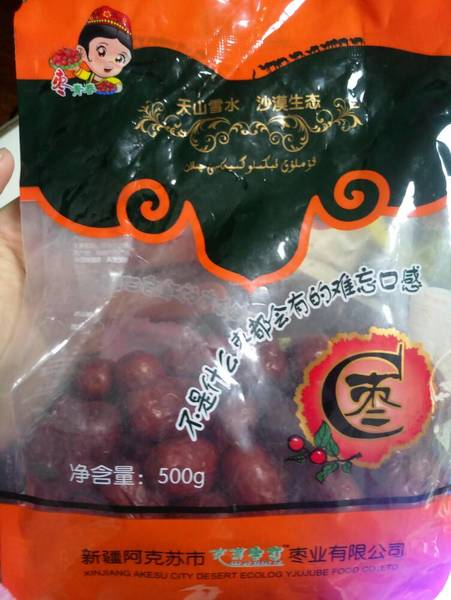 天山雪水 沙漠生态
不是什么枣都会有的难忘口感
枣
净含量：500g
新疆阿克苏市 枣业有限公司
XINJIANG AKESU CITY DESERT ECOLOG YJUJUBE FOOD CO.,LTD